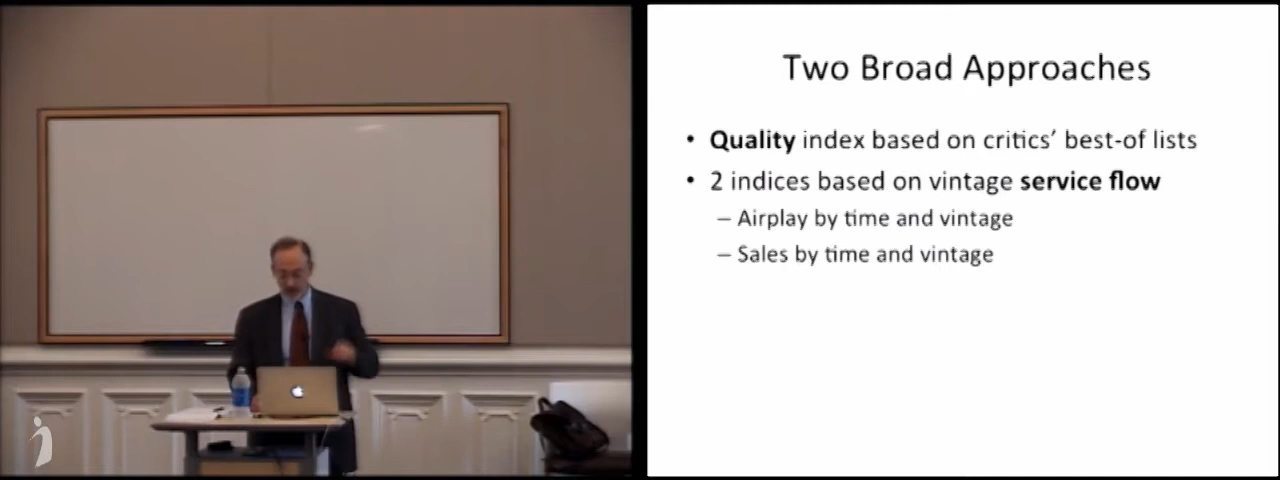 Two Broad Approaches
• Quality index based on critics' best-of lists
• 2 indices based on vintage service flow
– Airplay by time and vintage
– Sales by time and vintage